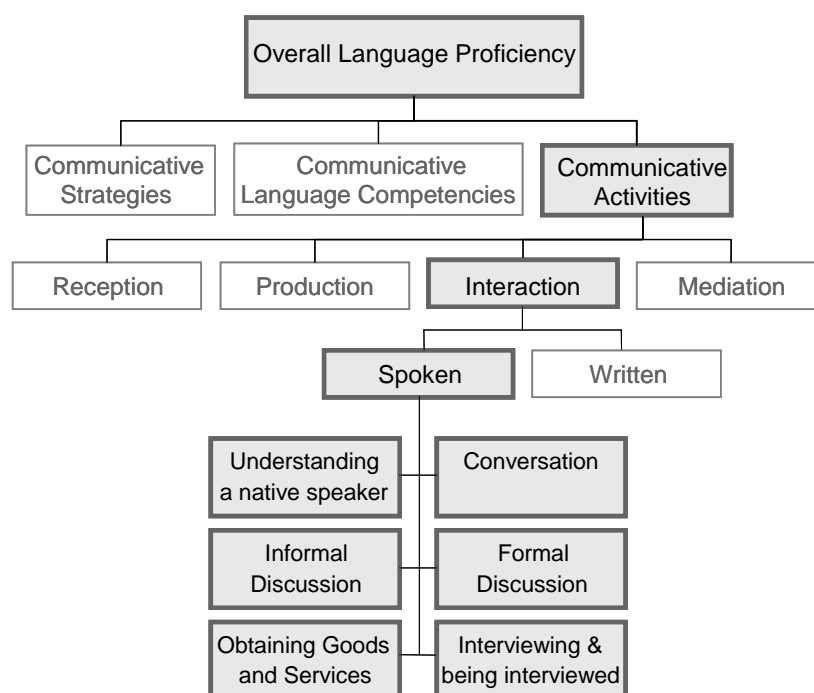 Overall Language Proficiency
Communicative
Strategies
Communicative
Language Competencies
Communicative
Activities
Reception
Production
Interaction
Mediation
Spoken
Written
Understanding
a native speaker
Conversation
Informal
Discussion
Formal
Discussion
Obtaining Goods
and Services
Interviewing &
being interviewed